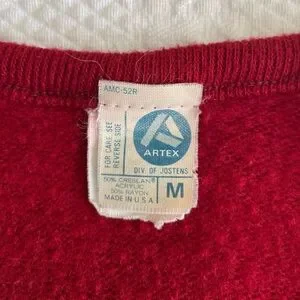 AMC-52R
FOR CARE, SEE
REVERSE SIDE
ARTEX
DIV. OF JOSTENS
50% CRESLAN®
ACRYLIC
50% RAYON
MADE IN U.S.A
M